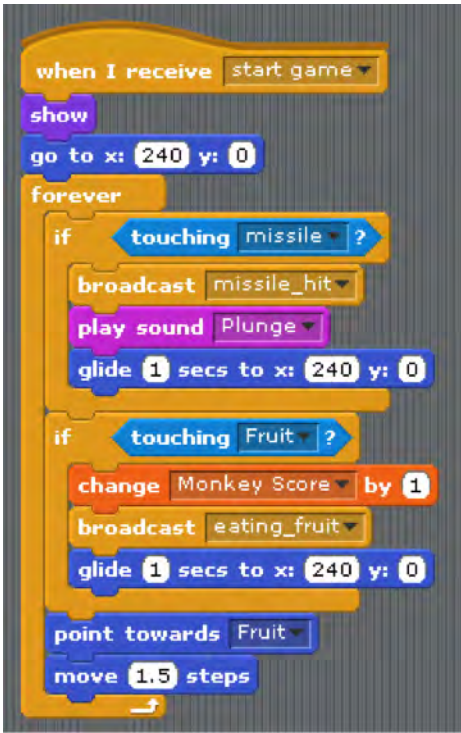 when I receive start game
show
go to x: 240 y: 0
forever
if touching missile ?
broadcast missile_hit
play sound Plunge
glide 1 secs to x: 240 y: 0
if touching Fruit ?
change Monkey Score by 1
broadcast eating_fruit
glide 1 secs to x: 240 y: 0
point towards Fruit
move 1.5 steps